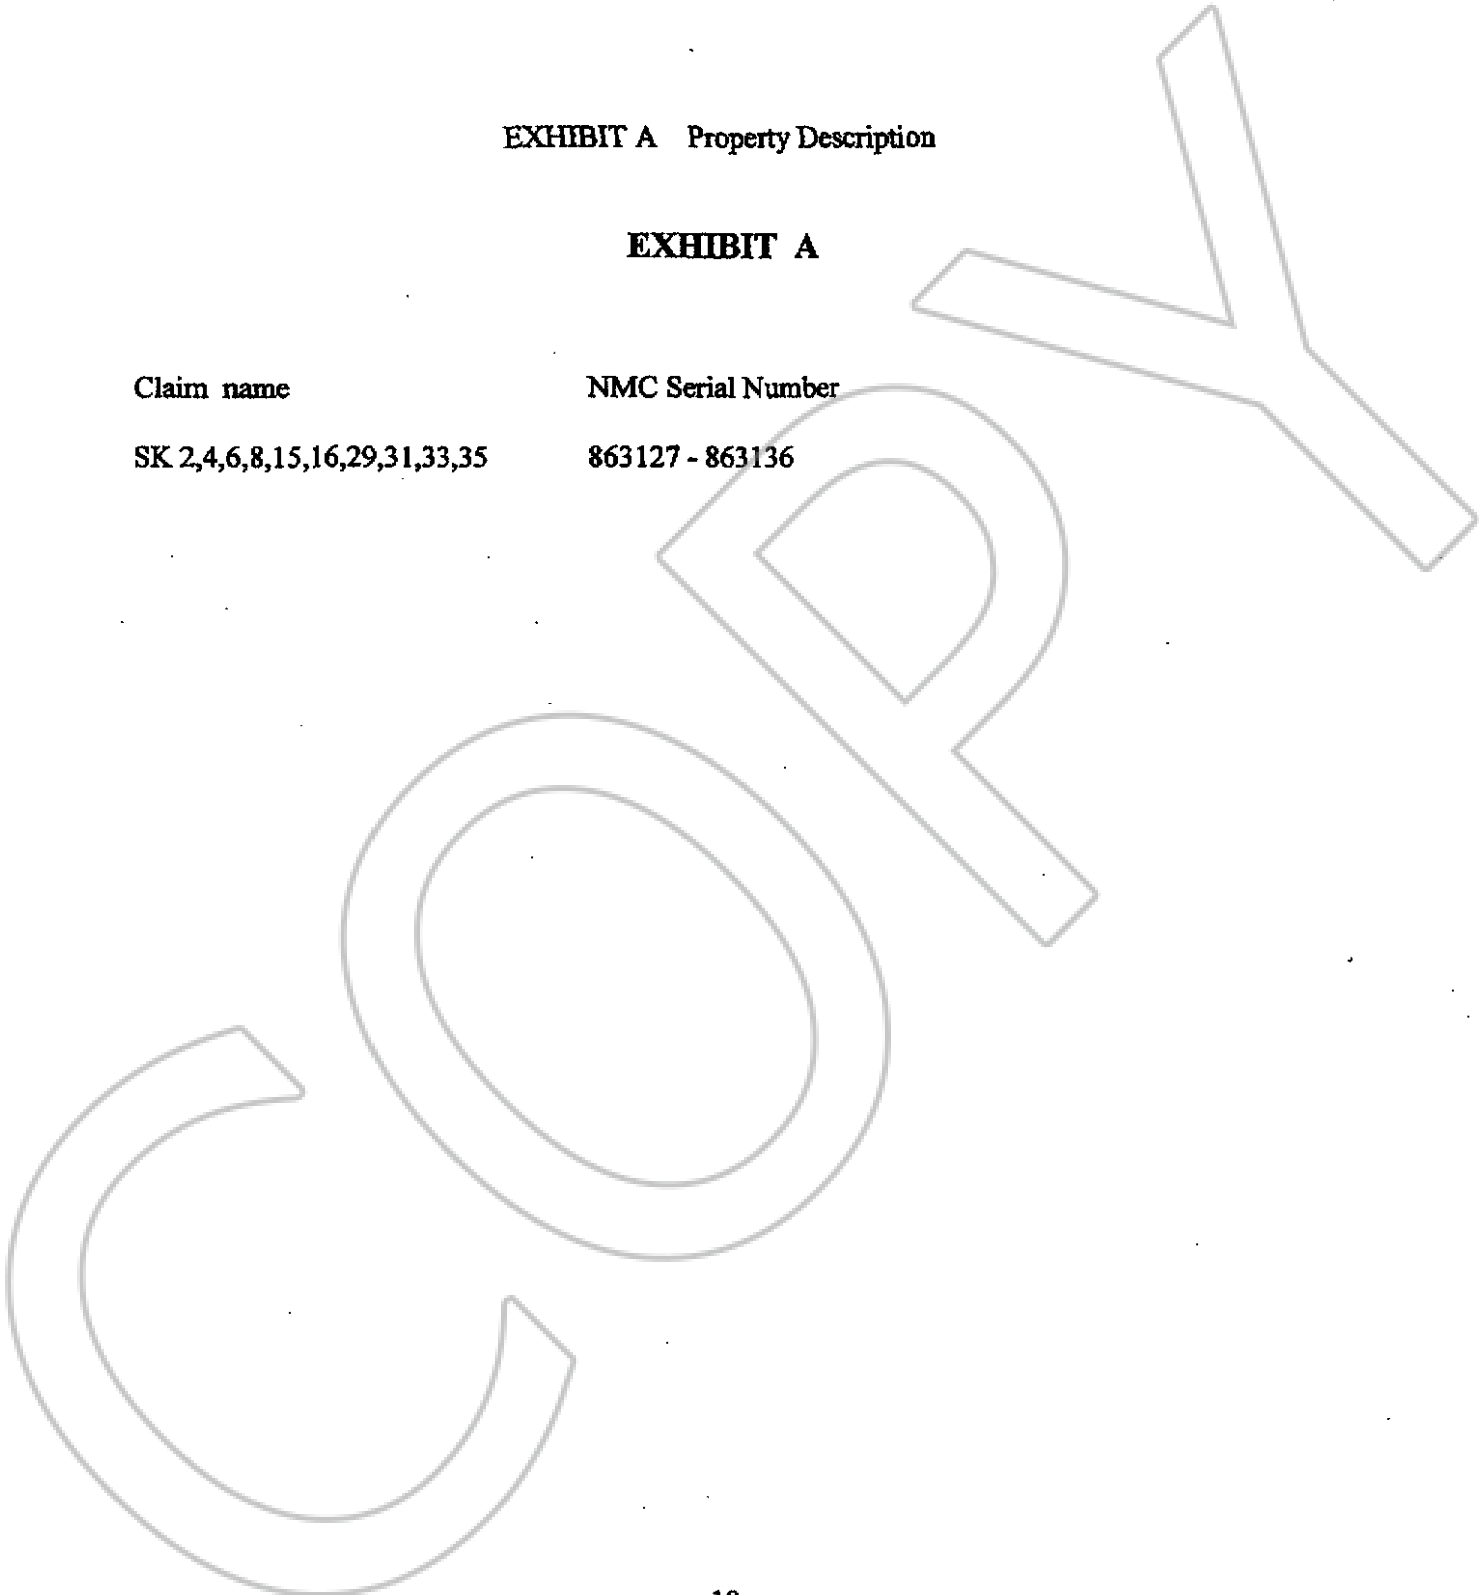 EXHIBIT A Property Description
EXHIBIT A
Claim name NMC Serial Number
SK 2,4,6,8,15,16,29,31,33,35 863127 - 863136
COPY